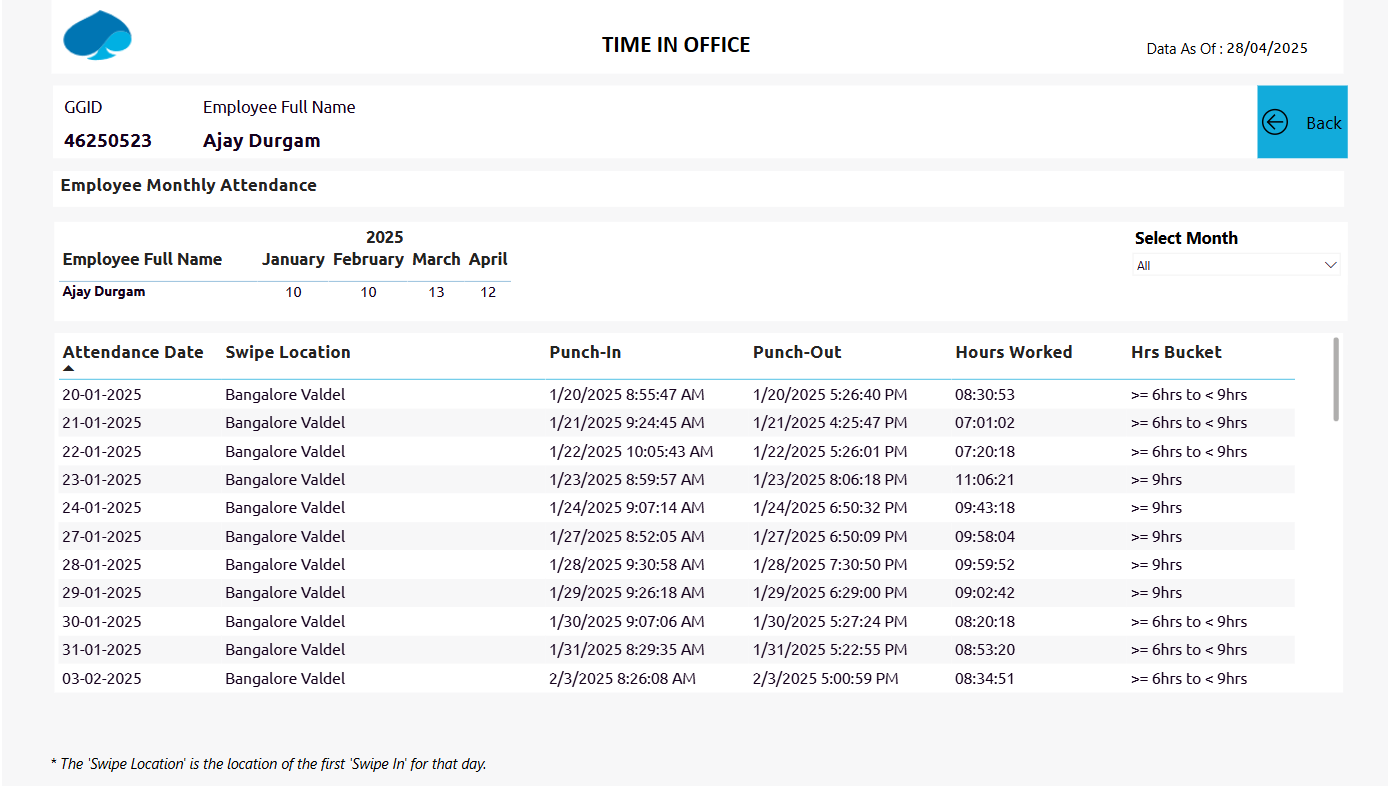 TIME IN OFFICE
Data As Of : 28/04/2025
GGID Employee Full Name
46250523 Ajay Durgam
Back
Employee Monthly Attendance
2025
Employee Full Name January February March April
Ajay Durgam 10 10 13 12
Select Month
All
Attendance Date Swipe Location Punch-In Punch-Out Hours Worked Hrs Bucket
20-01-2025 Bangalore Valdel 1/20/2025 8:55:47 AM 1/20/2025 5:26:40 PM 08:30:53 >= 6hrs to < 9hrs
21-01-2025 Bangalore Valdel 1/21/2025 9:24:45 AM 1/21/2025 4:25:47 PM 07:01:02 >= 6hrs to < 9hrs
22-01-2025 Bangalore Valdel 1/22/2025 10:05:43 AM 1/22/2025 5:26:01 PM 07:20:18 >= 6hrs to < 9hrs
23-01-2025 Bangalore Valdel 1/23/2025 8:59:57 AM 1/23/2025 8:06:18 PM 11:06:21 >= 9hrs
24-01-2025 Bangalore Valdel 1/24/2025 9:07:14 AM 1/24/2025 6:50:32 PM 09:43:18 >= 9hrs
27-01-2025 Bangalore Valdel 1/27/2025 8:52:05 AM 1/27/2025 6:50:09 PM 09:58:04 >= 9hrs
28-01-2025 Bangalore Valdel 1/28/2025 9:30:58 AM 1/28/2025 7:30:50 PM 09:59:52 >= 9hrs
29-01-2025 Bangalore Valdel 1/29/2025 9:26:18 AM 1/29/2025 6:29:00 PM 09:02:42 >= 9hrs
30-01-2025 Bangalore Valdel 1/30/2025 9:07:06 AM 1/30/2025 5:27:24 PM 08:20:18 >= 6hrs to < 9hrs
31-01-2025 Bangalore Valdel 1/31/2025 8:29:35 AM 1/31/2025 5:22:55 PM 08:53:20 >= 6hrs to < 9hrs
03-02-2025 Bangalore Valdel 2/3/2025 8:26:08 AM 2/3/2025 5:00:59 PM 08:34:51 >= 6hrs to < 9hrs
* The 'Swipe Location' is the location of the first 'Swipe In' for that day.